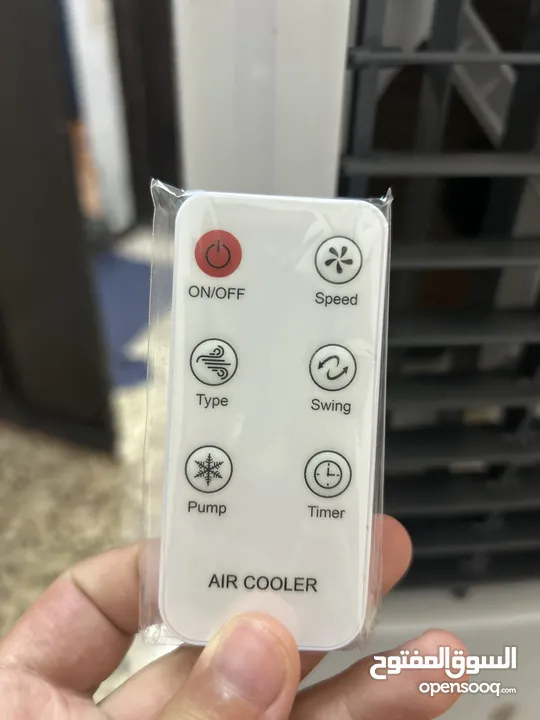 ON/OFF Speed
Type Swing
Pump Timer
AIR COOLER
السوق المفتوح
opensooq.com